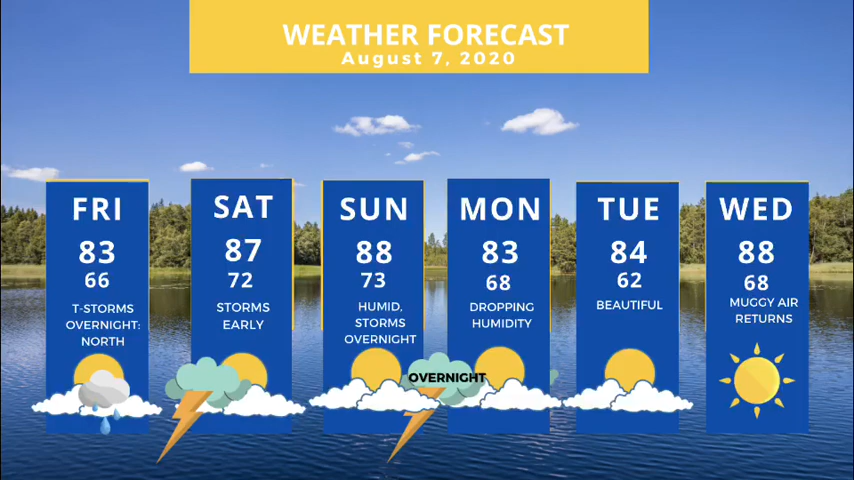 WEATHER FORECAST
August 7, 2020
FRI
83
66
T-STORMS
OVERNIGHT:
NORTH
SAT
87
72
STORMS
EARLY
SUN
88
73
HUMID,
STORMS
OVERNIGHT
OVERNIGHT
MON
83
68
DROPPING
HUMIDITY
TUE
84
62
BEAUTIFUL
WED
88
68
MUGGY AIR
RETURNS